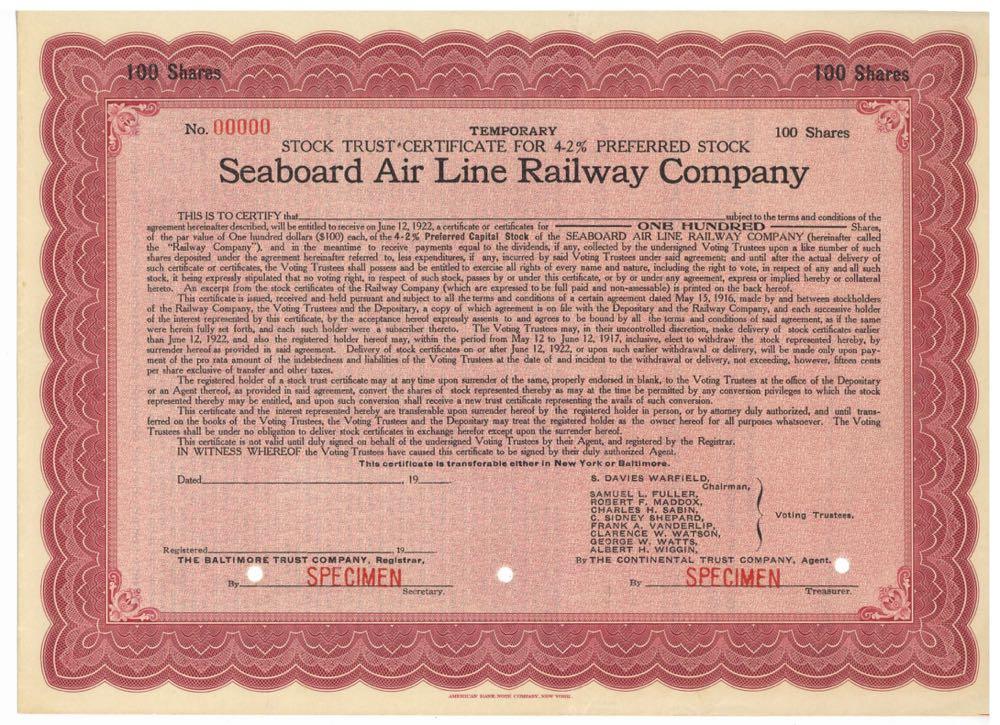 100 Shares 100 Shares
No. 00000 TEMPORARY 100 Shares
STOCK TRUST CERTIFICATE FOR 4-2% PREFERRED STOCK
Seaboard Air Line Railway Company
THIS IS TO CERTIFY that subject to the terms and conditions of the
agreement hereinafter described, will be entitled to receive on June 12, 1922, a certificate or certificates for ONE HUNDRED Shares,
of the par value of One hundred dollars ($100) each, of the 4-2% Preferred Capital Stock of the SEABOARD AIR LINE RAILWAY COMPANY (hereinafter called
the "Railway Company"), and in the meantime to receive payments equal to the dividends, if any, collected by the undersigned Voting Trustees upon a like number of such
shares deposited under the agreement hereinafter referred to, less expenditures, if any, incurred by said Voting Trustees under said agreement; and until after the actual delivery of
such certificate or certificates, the Voting Trustees shall possess and be entitled to exercise all rights of every name and nature, including the right to vote, in respect of any and all such
stock, it being expressly stipulated that no voting right, in respect of such stock, passes by or under this certificate, or by or under any agreement, express or implied hereby or collateral
hereto. An excerpt from the stock certificates of the Railway Company (which are expressed to be full paid and non-assessable) is printed on the back hereof.
This certificate is issued, received and held pursuant and subject to all the terms and conditions of a certain agreement dated May 15, 1916, made by and between stockholders
of the Railway Company, the Voting Trustees and the Depositary, a copy of which agreement is on file with the Depositary and the Railway Company, and each successive holder
of the interest represented by this certificate, by the acceptance hereof expressly assents to and agrees to be bound by all the terms and conditions of said agreement, as if the same
were herein fully set forth, and each such holder were a subscriber thereto. The Voting Trustees may, in their uncontrolled discretion, make delivery of stock certificates earlier
than June 12, 1922, and also the registered holder hereof may, within the period from May 12 to June 12, 1917, inclusive, elect to withdraw the stock represented hereby, by
surrender hereof as provided in said agreement. Delivery of stock certificates on or after June 12, 1922, or upon such earlier withdrawal or delivery, will be made only upon pay-
ment of the pro rata amount of the indebtedness and liabilities of the Voting Trustees at the date of and incident to the withdrawal or delivery, not exceeding, however, fifteen cents
per share exclusive of transfer and other taxes.
The registered holder of a stock trust certificate may at any time upon surrender of the same, properly endorsed in blank, to the Voting Trustees at the office of the Depositary
or an Agent thereof, as provided in said agreement, convert the shares of stock represented thereby as may at the time be permitted by any conversion privileges to which the stock
represented thereby may be entitled, and upon such conversion shall receive a new trust certificate representing the avails of such conversion.
This certificate and the interest represented hereby are transferable upon surrender hereof by the registered holder in person, or by attorney duly authorized, and until trans-
ferred on the books of the Voting Trustees, the Voting Trustees and the Depositary may treat the registered holder as the owner hereof for all purposes whatsoever. The Voting
Trustees shall be under no obligation to deliver stock certificates in exchange herefor except upon the surrender hereof.
This certificate is not valid until duly signed on behalf of the undersigned Voting Trustees by their Agent, and registered by the Registrar.
IN WITNESS WHEREOF the Voting Trustees have caused this certificate to be signed by their duly authorized Agent.
This certificate is transferable either in New York or Baltimore.
Dated , 19
S. DAVIES WARFIELD,
Chairman,
SAMUEL L. FULLER,
ROBERT F. MADDOX,
CHARLES H. SABIN,
C. SIDNEY SHEPARD,
FRANK A. VANDERLIP,
CLARENCE W. WATSON,
GEORGE W. WATTS,
ALBERT H. WIGGIN,
Voting Trustees.
Registered 19
THE BALTIMORE TRUST COMPANY, Registrar,
By SPECIMEN
Secretary.
By THE CONTINENTAL TRUST COMPANY, Agent.
By SPECIMEN
Treasurer.
AMERICAN BANK NOTE COMPANY, NEW YORK.